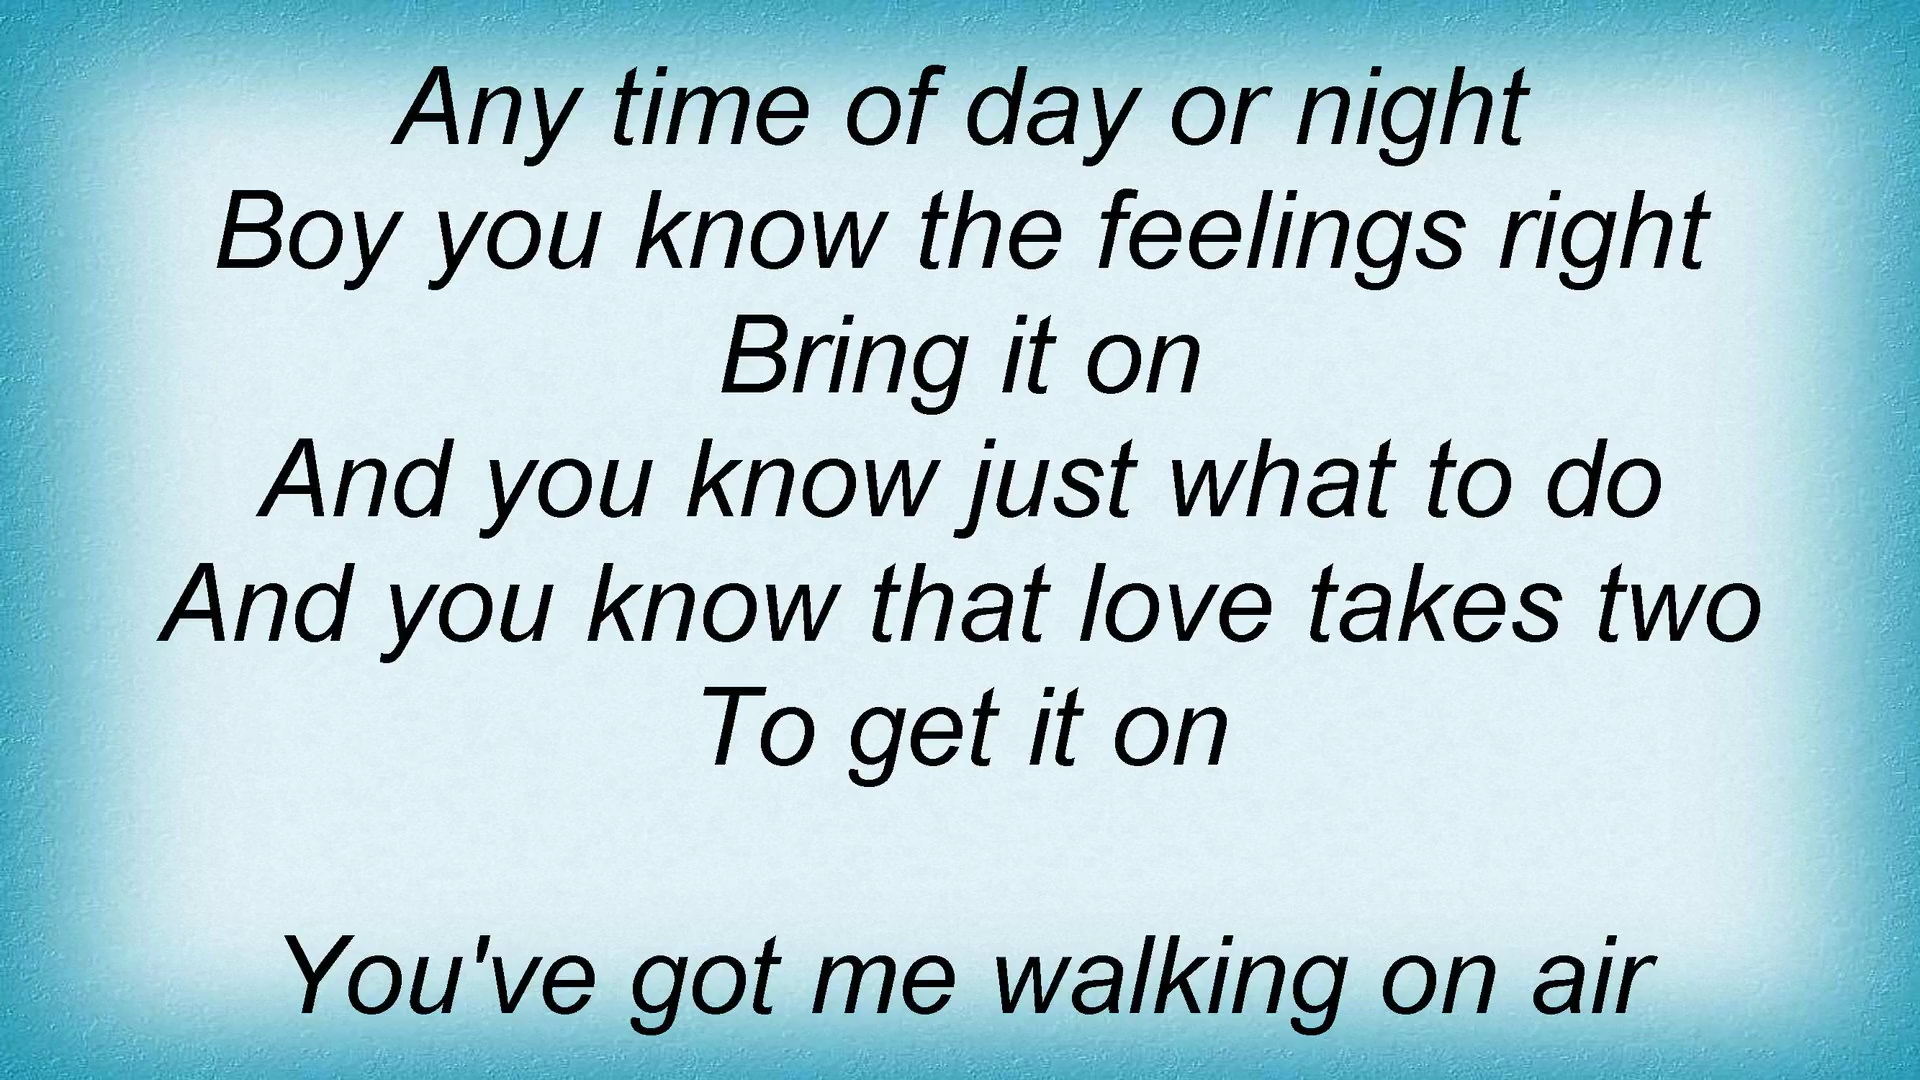 Any time of day or night
Boy you know the feelings right
Bring it on
And you know just what to do
And you know that love takes two
To get it on
You've got me walking on air